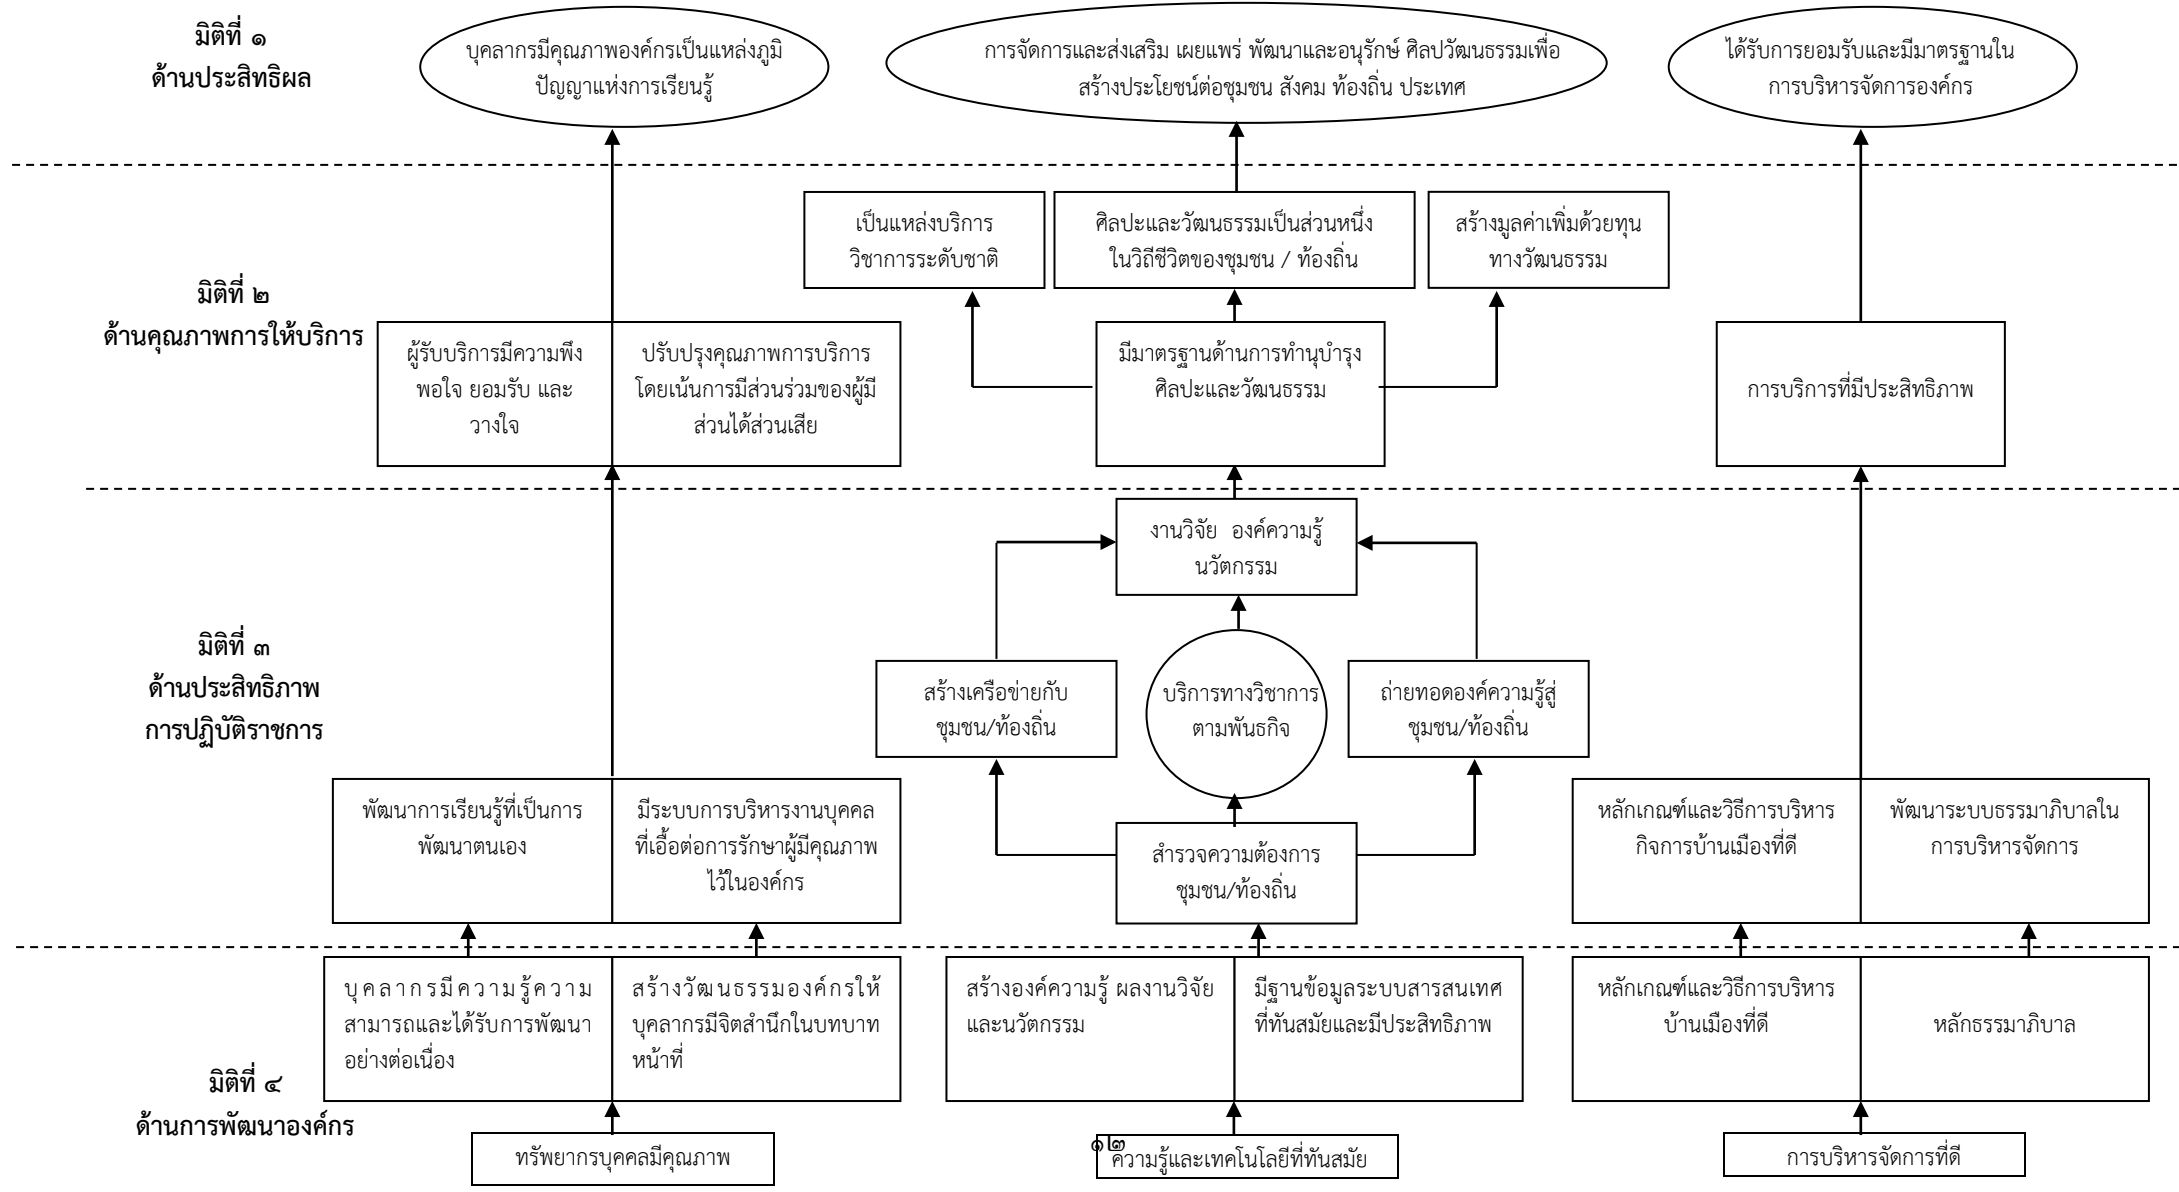 มิติที่ ๑
ด้านประสิทธิผล
บุคลากรมีคุณภาพองค์กรเป็นแหล่งภูมิ
ปัญญาแห่งการเรียนรู้
การจัดการและส่งเสริม เผยแพร่ พัฒนาและอนุรักษ์ ศิลปวัฒนธรรมเพื่อ
สร้างประโยชน์ต่อชุมชน สังคม ท้องถิ่น ประเทศ
ได้รับการยอมรับและมีมาตรฐานใน
การบริหารจัดการองค์กร
มิติที่ ๒
ด้านคุณภาพการให้บริการ
เป็นแหล่งบริการ
วิชาการระดับชาติ
ศิลปะและวัฒนธรรมเป็นส่วนหนึ่ง
ในวิถีชีวิตของชุมชน / ท้องถิ่น
สร้างมูลค่าเพิ่มด้วยทุน
ทางวัฒนธรรม
ผู้รับบริการมีความพึง
พอใจ ยอมรับ และ
วางใจ
ปรับปรุงคุณภาพการบริการ
โดยเน้นการมีส่วนร่วมของผู้มี
ส่วนได้ส่วนเสีย
มีมาตรฐานด้านการทำนุบำรุง
ศิลปะและวัฒนธรรม
การบริการที่มีประสิทธิภาพ
มิติที่ ๓
ด้านประสิทธิภาพ
การปฏิบัติราชการ
งานวิจัย องค์ความรู้
นวัตกรรม
สร้างเครือข่ายกับ
ชุมชน/ท้องถิ่น
บริการทางวิชาการ
ตามพันธกิจ
ถ่ายทอดองค์ความรู้สู่
ชุมชน/ท้องถิ่น
พัฒนาการเรียนรู้ที่เป็นการ
พัฒนาตนเอง
มีระบบการบริหารงานบุคคล
ที่เอื้อต่อการรักษาผู้มีคุณภาพ
ไว้ในองค์กร
สำรวจความต้องการ
ชุมชน/ท้องถิ่น
หลักเกณฑ์และวิธีการบริหาร
กิจการบ้านเมืองที่ดี
พัฒนาระบบธรรมาภิบาลใน
การบริหารจัดการ
มิติที่ ๔
ด้านการพัฒนาองค์กร
บุคลากรมีความรู้ความ
สามารถและได้รับการพัฒนา
อย่างต่อเนื่อง
สร้างวัฒนธรรมองค์กรให้
บุคลากรมีจิตสำนึกในบทบาท
หน้าที่
สร้างองค์ความรู้ ผลงานวิจัย
และนวัตกรรม
มีฐานข้อมูลระบบสารสนเทศ
ที่ทันสมัยและมีประสิทธิภาพ
หลักเกณฑ์และวิธีการบริหาร
บ้านเมืองที่ดี
หลักธรรมาภิบาล
ทรัพยากรบุคคลมีคุณภาพ
๑๒
ความรู้และเทคโนโลยีที่ทันสมัย
การบริหารจัดการที่ดี